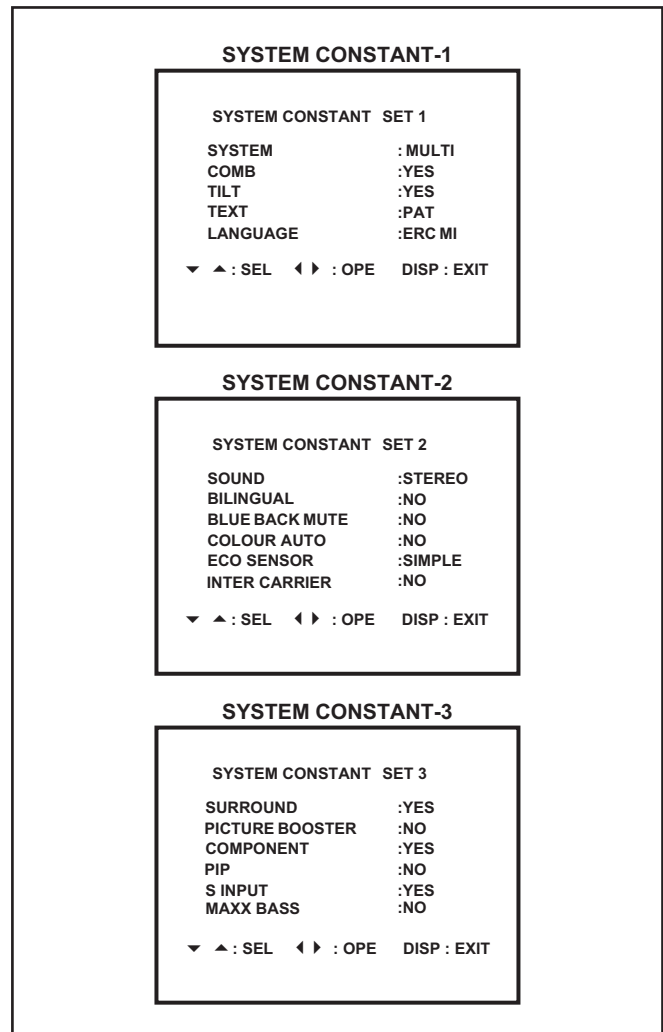 SYSTEM CONSTANT-1
SYSTEM CONSTANT SET 1
SYSTEM : MULTI
COMB :YES
TILT :YES
TEXT :PAT
LANGUAGE :ERC MI
▼ ▲ : SEL ◀ ▶ : OPE DISP : EXIT
SYSTEM CONSTANT-2
SYSTEM CONSTANT SET 2
SOUND :STEREO
BILINGUAL :NO
BLUE BACK MUTE :NO
COLOUR AUTO :NO
ECO SENSOR :SIMPLE
INTER CARRIER :NO
▼ ▲ : SEL ◀ ▶ : OPE DISP : EXIT
SYSTEM CONSTANT-3
SYSTEM CONSTANT SET 3
SURROUND :YES
PICTURE BOOSTER :NO
COMPONENT :YES
PIP :NO
S INPUT :YES
MAXX BASS :NO
▼ ▲ : SEL ◀ ▶ : OPE DISP : EXIT